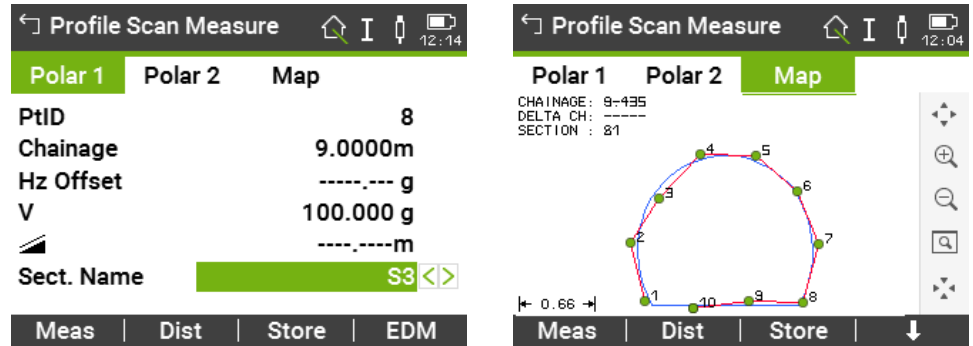 Profile Scan Measure
12:14
Polar 1 Polar 2 Map
PtID 8
Chainage 9.0000m
Hz Offset -----.--- g
V 100.000 g
----.----m
Sect. Name S3 < >
Meas | Dist | Store | EDM
Profile Scan Measure
12:04
Polar 1 Polar 2 Map
CHAINAGE: 9-435
DELTA CH: -----
SECTION : 81
4 5
3 6
2 7
1 10 9 8
0.66
Meas | Dist | Store |